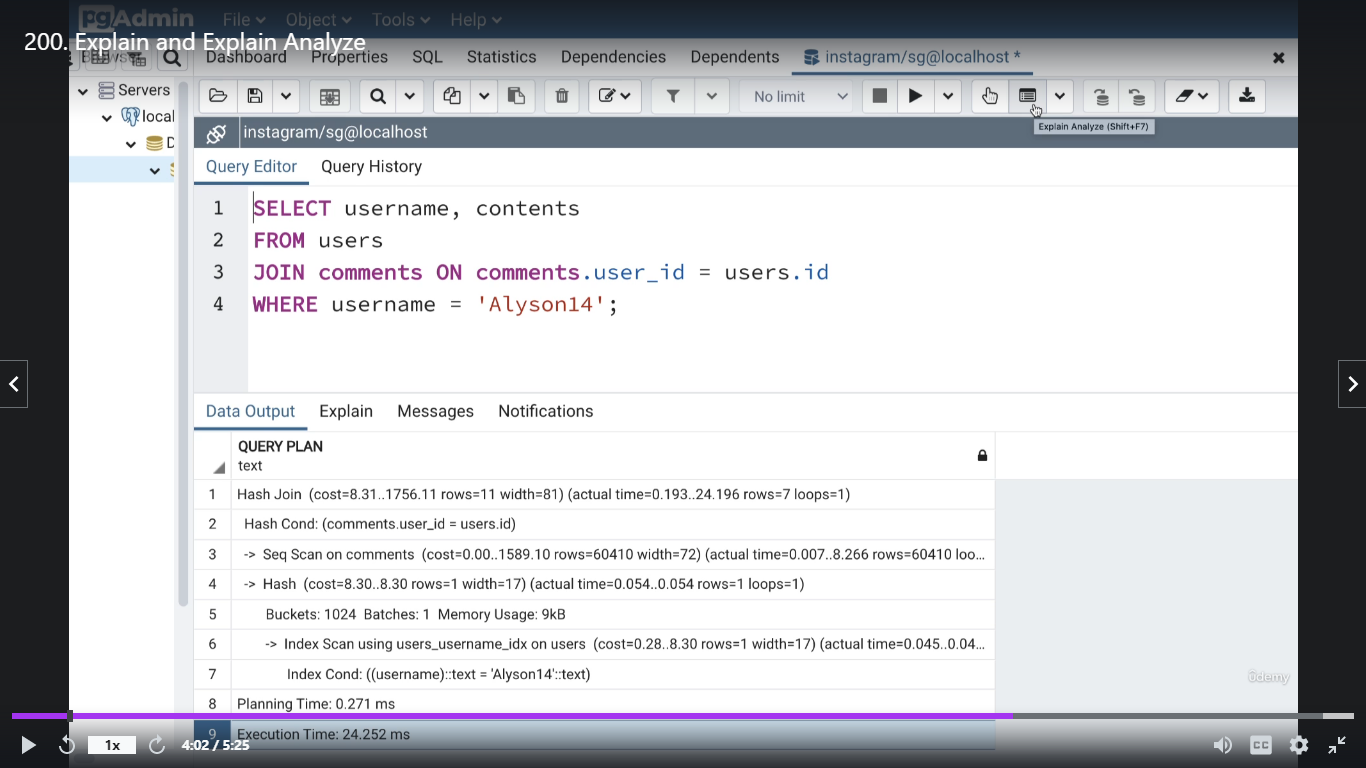 pgAdmin File Object Tools Help
200. Explain and Explain Analyze
Dashboard Properties SQL Statistics Dependencies Dependents instagram/sg@localhost *
Servers
No limit
local
Explain Analyze (Shift+F7)
instagram/sg@localhost
D
Query Editor Query History
1 SELECT username, contents
2 FROM users
3 JOIN comments ON comments.user_id = users.id
4 WHERE username = 'Alyson14';
Data Output Explain Messages Notifications
QUERY PLAN
text
1 Hash Join (cost=8.31..1756.11 rows=11 width=81) (actual time=0.193..24.196 rows=7 loops=1)
2 Hash Cond: (comments.user_id = users.id)
3 -> Seq Scan on comments (cost=0.00..1589.10 rows=60410 width=72) (actual time=0.007..8.266 rows=60410 loo...
4 -> Hash (cost=8.30..8.30 rows=1 width=17) (actual time=0.054..0.054 rows=1 loops=1)
5 Buckets: 1024 Batches: 1 Memory Usage: 9kB
6 -> Index Scan using users_username_idx on users (cost=0.28..8.30 rows=1 width=17) (actual time=0.045..0.04...
7 Index Cond: ((username)::text = 'Alyson14'::text)
ûdemy
8 Planning Time: 0.271 ms
9 Execution Time: 24.252 ms
1x 4:02 / 5:25 CC